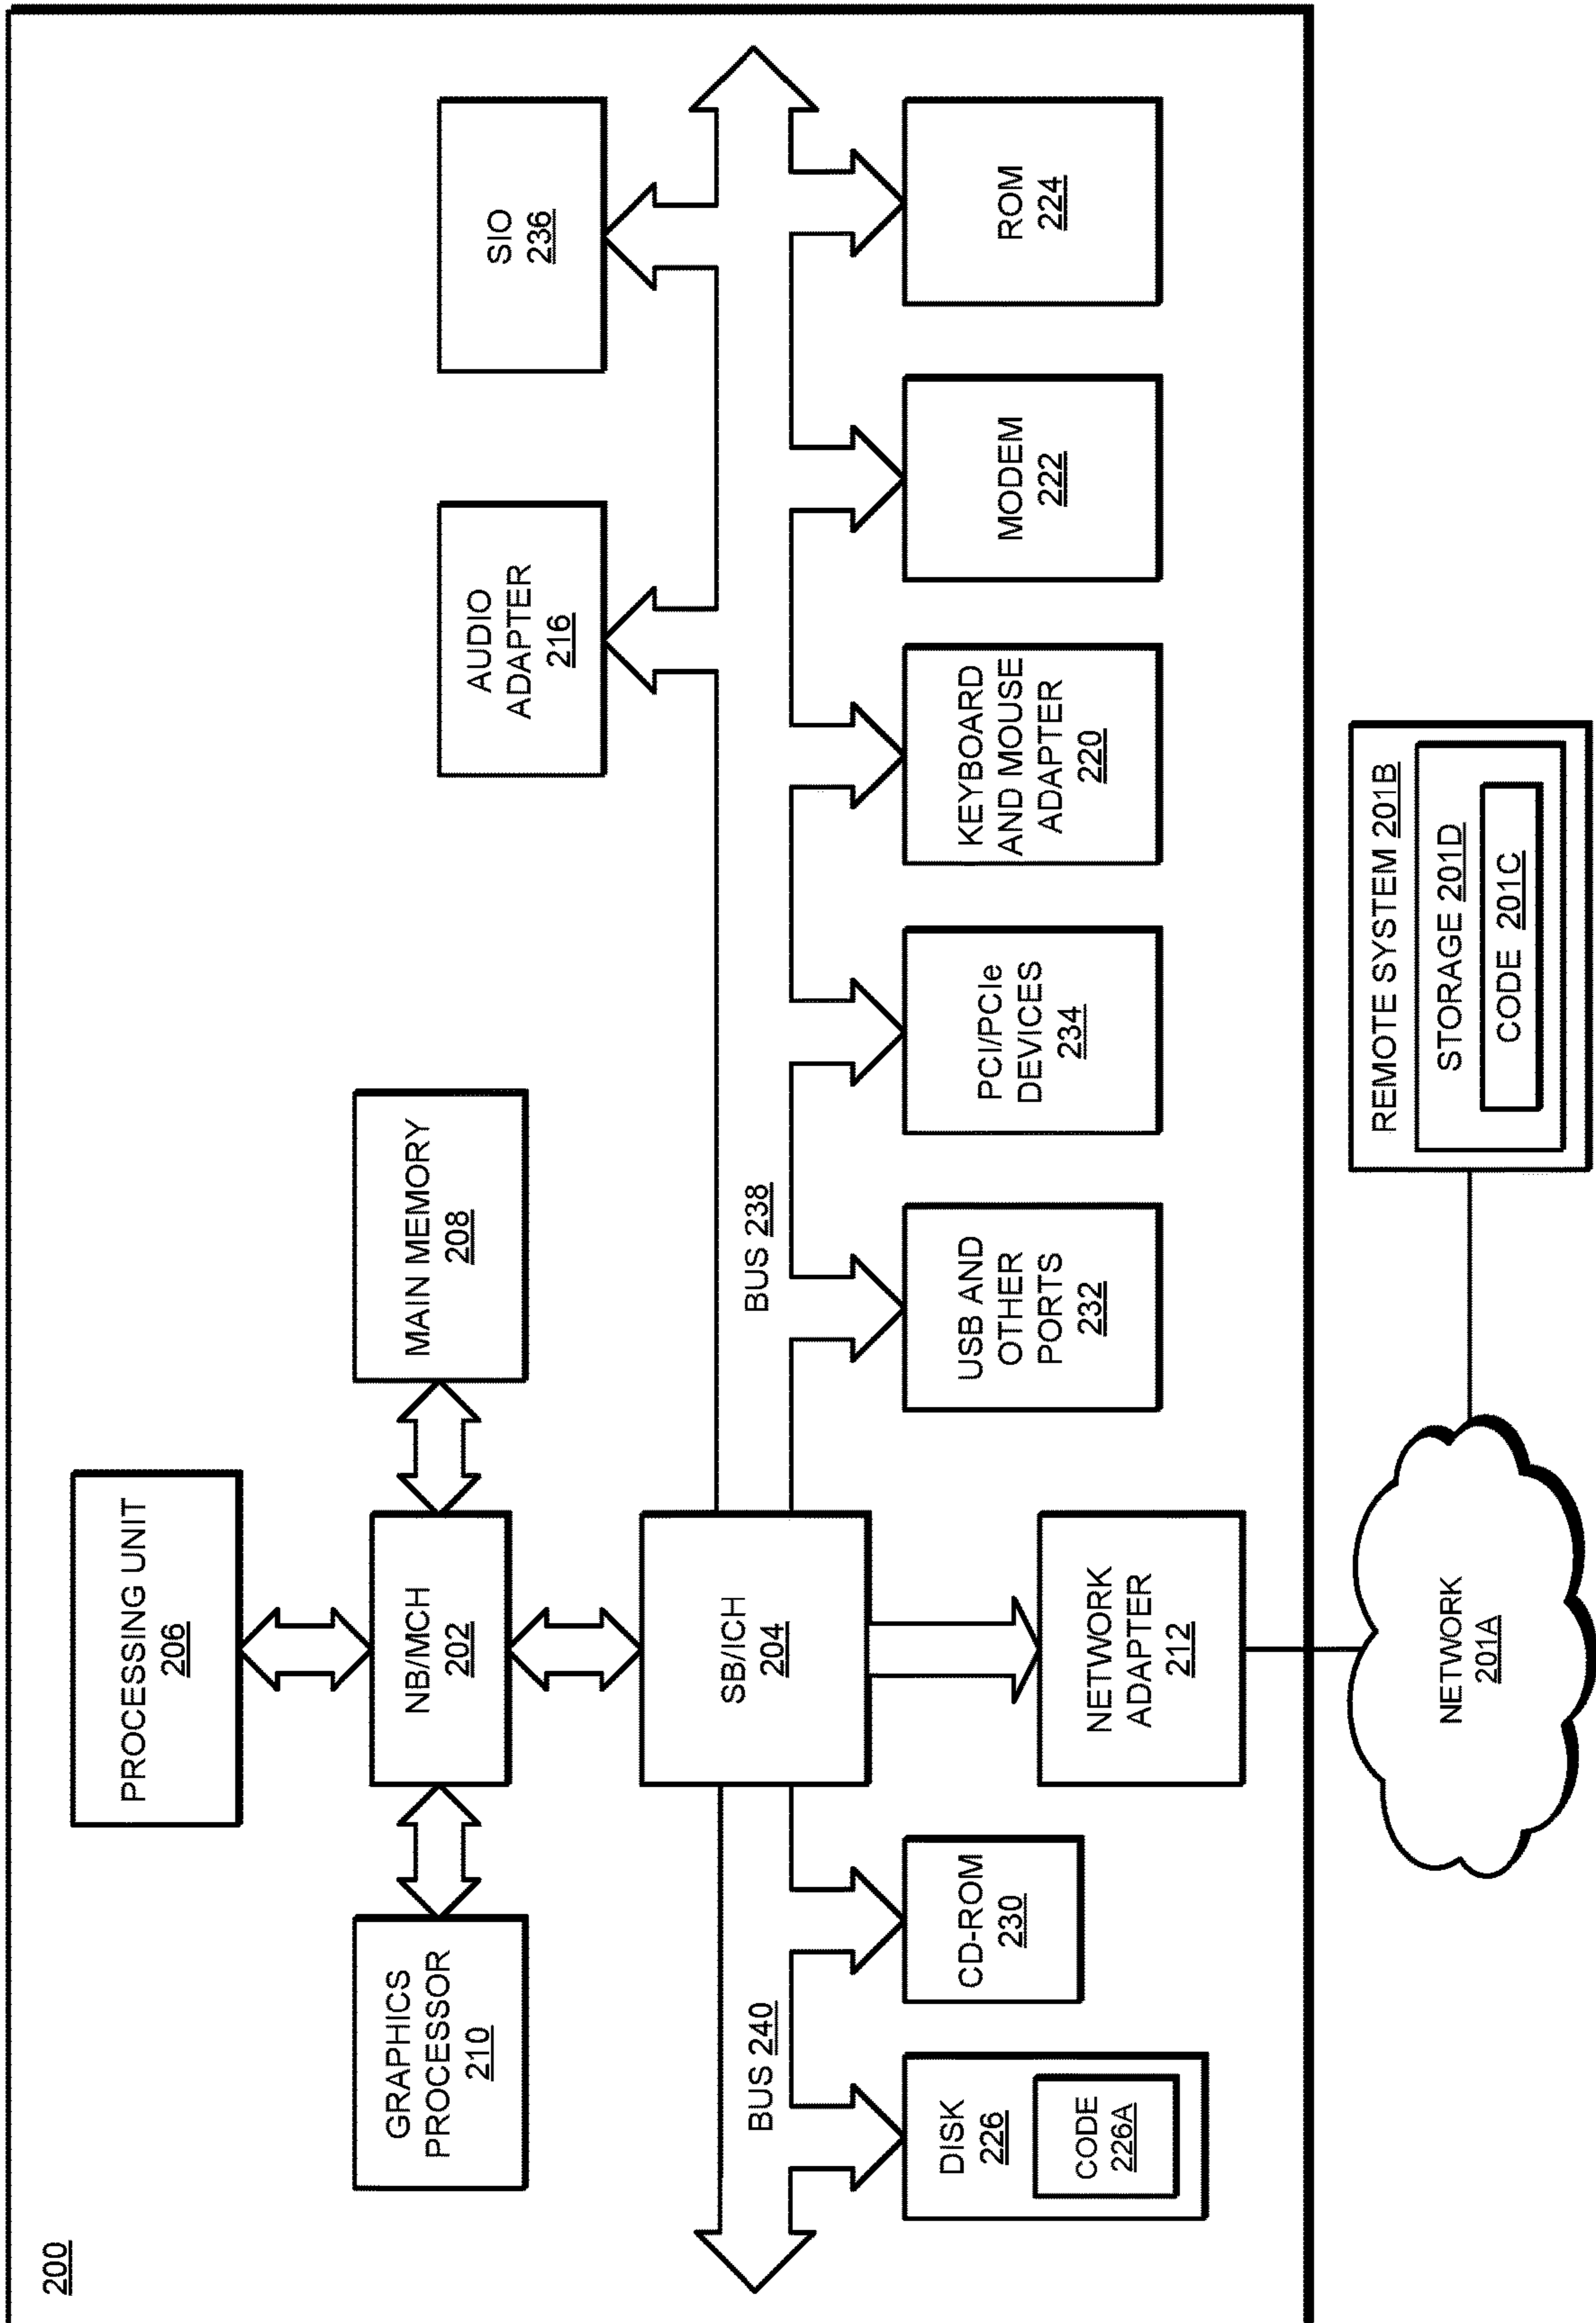 200
PROCESSING UNIT
206
GRAPHICS
PROCESSOR
210
NB/MCH
202
MAIN MEMORY
208
AUDIO
ADAPTER
216
SIO
236
SB/ICH
204
BUS 240
BUS 238
DISK
226
CODE
226A
CD-ROM
230
USB AND
OTHER
PORTS
232
PCI/PCIe
DEVICES
234
KEYBOARD
AND MOUSE
ADAPTER
220
MODEM
222
ROM
224
NETWORK
ADAPTER
212
NETWORK
201A
REMOTE SYSTEM 201B
STORAGE 201D
CODE 201C